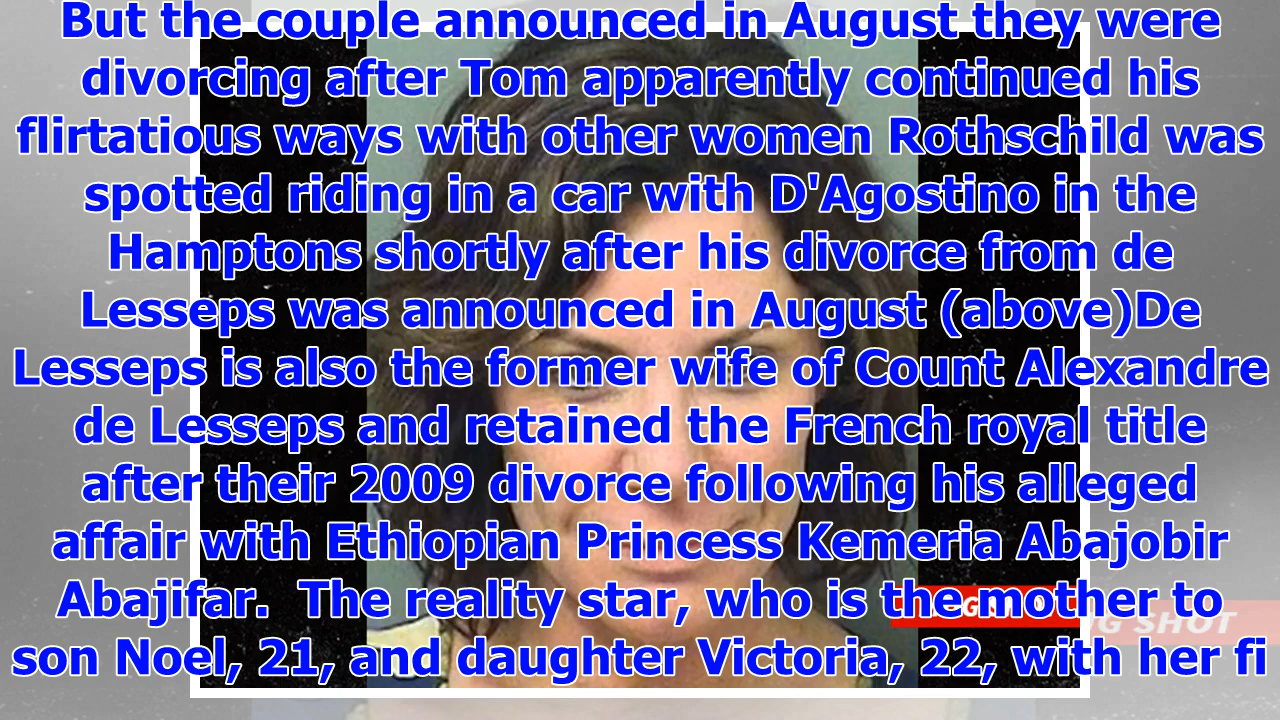 But the couple announced in August they were
divorcing after Tom apparently continued his
flirtatious ways with other women Rothschild was
spotted riding in a car with D'Agostino in the
Hamptons shortly after his divorce from de
Lesseps was announced in August (above)De
Lesseps is also the former wife of Count Alexandre
de Lesseps and retained the French royal title
after their 2009 divorce following his alleged
affair with Ethiopian Princess Kemeria Abajobir
Abajifar.  The reality star, who is the mother to
son Noel, 21, and daughter Victoria, 22, with her fi
SHOT